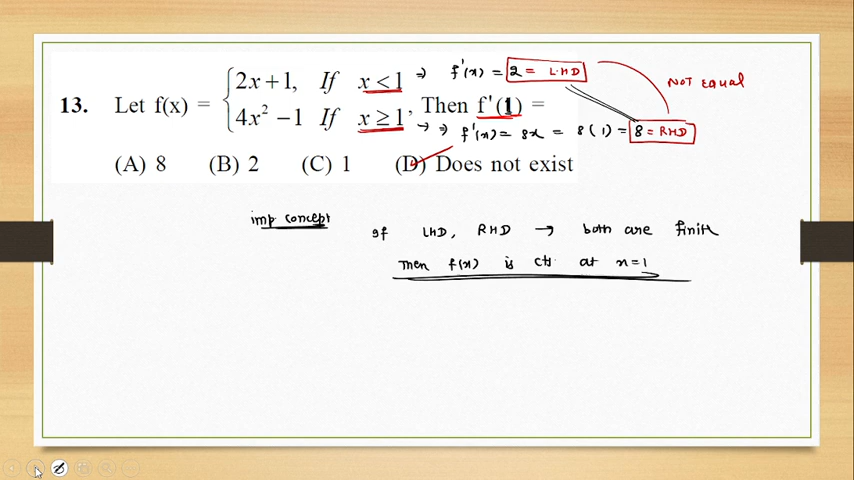 2x + 1, If x < 1 ⇒ f'(x) = 2 = LHD
NOT Equal
13. Let f(x) = { , Then f'(1) =
4x² − 1 If x ≥ 1 → ⇒ f'(x) = 8x = 8(1) = 8 = RHD
(A) 8 (B) 2 (C) 1 (D) Does not exist
imp concept
If LHD, RHD → both are finite
Then f(x) is cts. at x=1